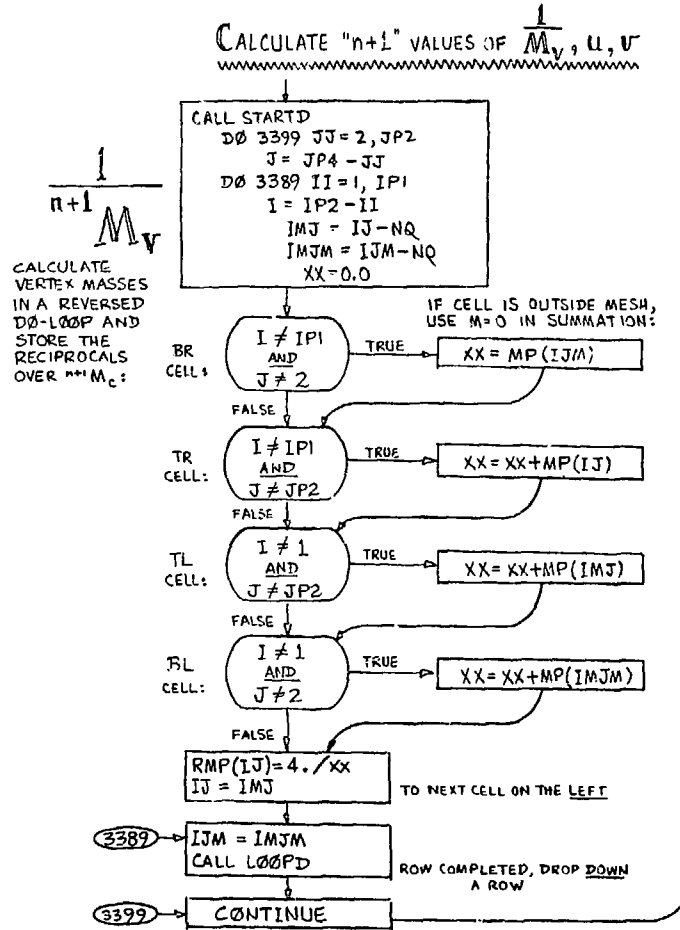 CALCULATE "n+1" VALUES OF 1/Mv, u, v
CALL STARTD
DØ 3399 JJ = 2, JP2
J = JP4 - JJ
DØ 3389 II = 1, IP1
I = IP2 - II
IMJ = IJ - NQ
IMJM = IJM - NQ
XX = 0.0
1
n+1 Mv
CALCULATE
VERTEX MASSES
IN A REVERSED
DØ-LØØP AND
STORE THE
RECIPROCALS
OVER n+1 Mc:
IF CELL IS OUTSIDE MESH,
USE M=0 IN SUMMATION:
BR
CELL:
I ≠ IP1
AND
J ≠ 2
TRUE
XX = MP(IJM)
FALSE
TR
CELL:
I ≠ IP1
AND
J ≠ JP2
TRUE
XX = XX+MP(IJ)
FALSE
TL
CELL:
I ≠ 1
AND
J ≠ JP2
TRUE
XX = XX+MP(IMJ)
FALSE
BL
CELL:
I ≠ 1
AND
J ≠ 2
TRUE
XX = XX+MP(IMJM)
FALSE
RMP(IJ) = 4./XX
IJ = IMJ
TO NEXT CELL ON THE LEFT
3389
IJM = IMJM
CALL LØØPD
ROW COMPLETED, DROP DOWN
A ROW
3399
CØNTINUE